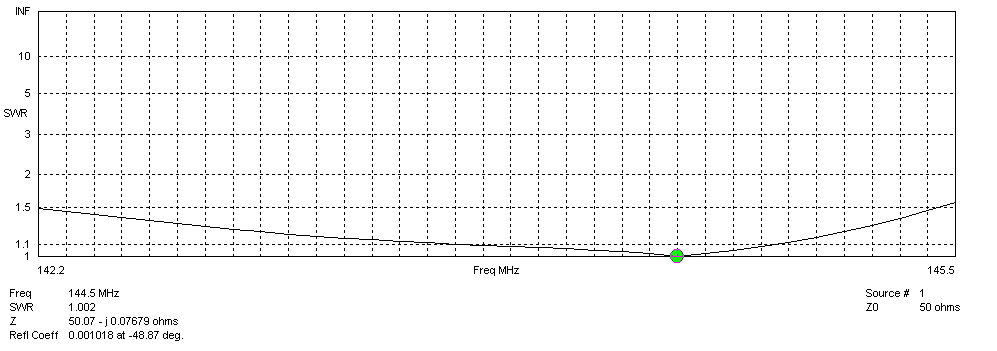 INF
10
5
SWR
3
2
1.5
1.1
1
142.2 Freq MHz 145.5
Freq 144.5 MHz Source # 1
SWR 1.002 Z0 50 ohms
Z 50.07 - j 0.07679 ohms
Refl Coeff 0.001018 at -48.87 deg.